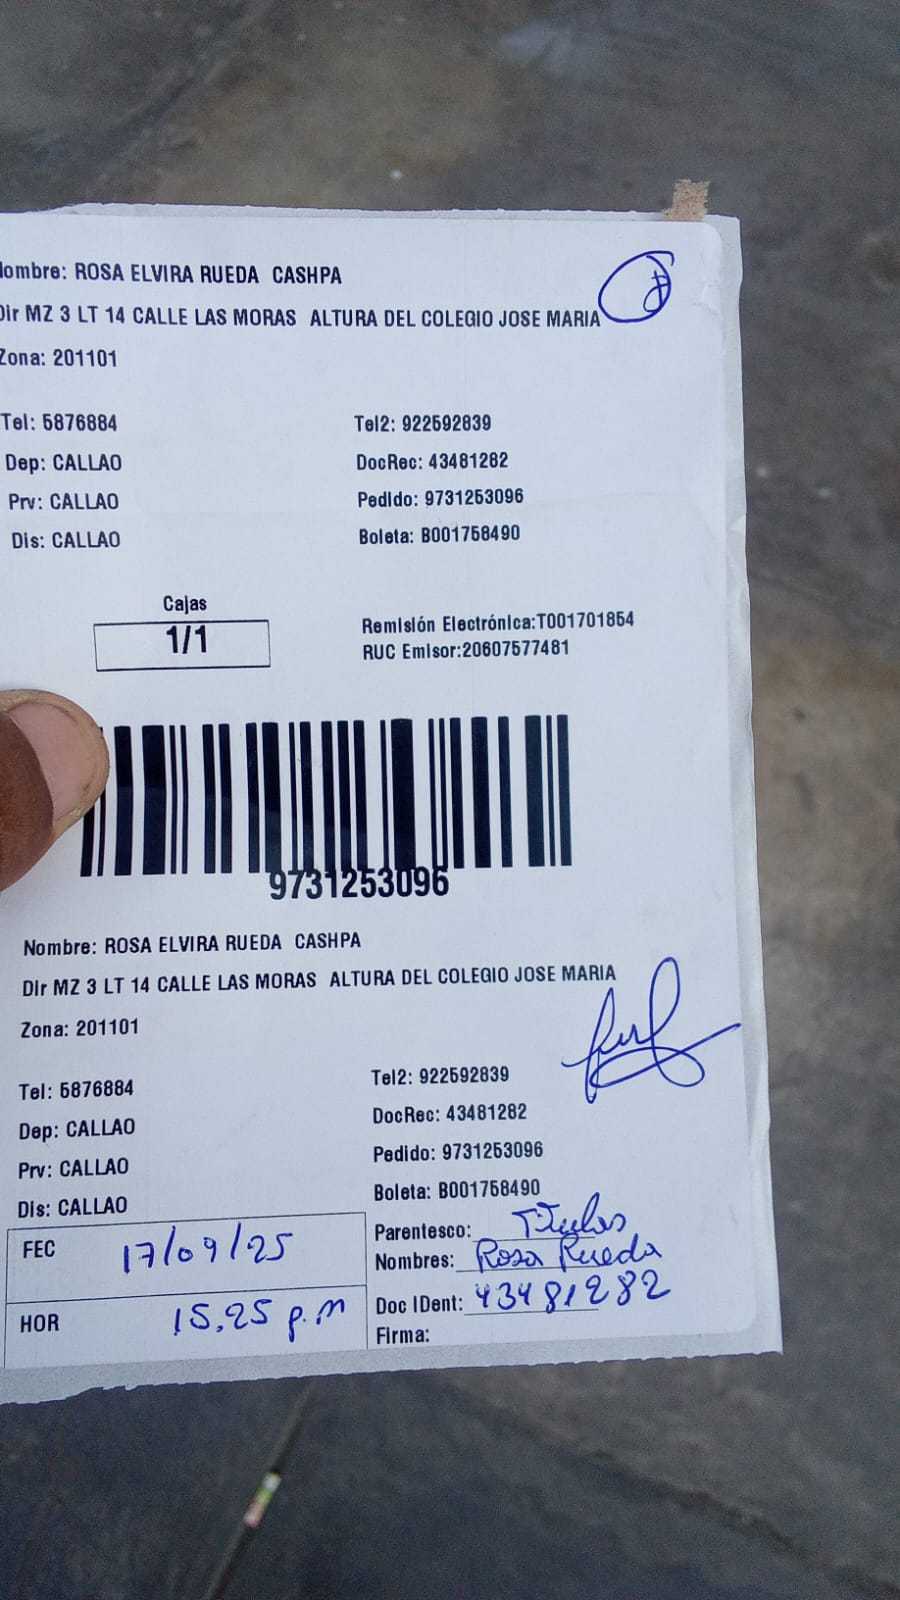 ombre: ROSA ELVIRA RUEDA CASHPA
Dir MZ 3 LT 14 CALLE LAS MORAS ALTURA DEL COLEGIO JOSE MARIA
Zona: 201101
Tel: 5876884 Tel2: 922592839
Dep: CALLAO DocRec: 43481282
Prv: CALLAO Pedido: 9731253096
Dis: CALLAO Boleta: B001758490
Cajas
1/1
Remisión Electrónica:T001701854
RUC Emisor:20607577481
9731253096
Nombre: ROSA ELVIRA RUEDA CASHPA
Dir MZ 3 LT 14 CALLE LAS MORAS ALTURA DEL COLEGIO JOSE MARIA
Zona: 201101
Tel: 5876884 Tel2: 922592839
Dep: CALLAO DocRec: 43481282
Prv: CALLAO Pedido: 9731253096
Dis: CALLAO Boleta: B001758490
FEC 17/09/25
HOR 15,25 p.m
Parentesco: Titular
Nombres: Rosa Rueda
Doc IDent: 43481282
Firma: